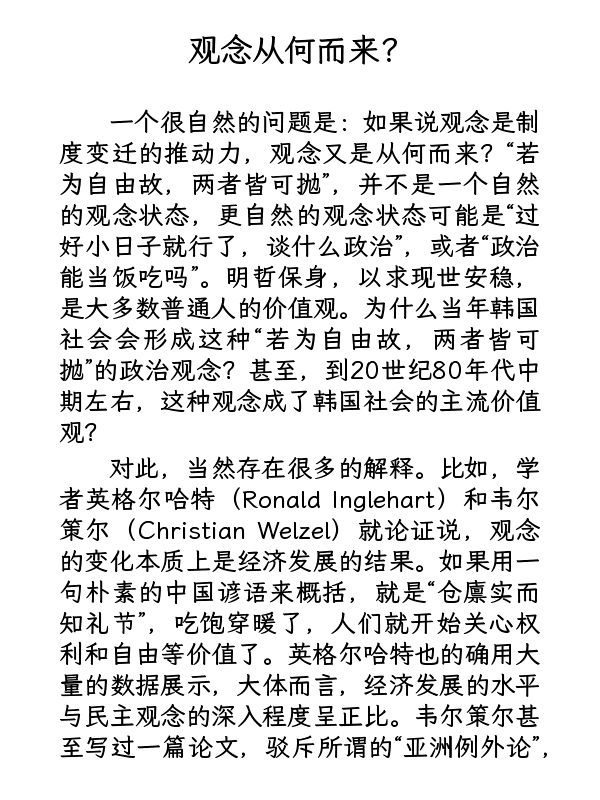 观念从何而来？
一个很自然的问题是：如果说观念是制
度变迁的推动力，观念又是从何而来？“若
为自由故，两者皆可抛”，并不是一个自然
的观念状态，更自然的观念状态可能是“过
好小日子就行了，谈什么政治”，或者“政治
能当饭吃吗”。明哲保身，以求现世安稳，
是大多数普通人的价值观。为什么当年韩国
社会会形成这种“若为自由故，两者皆可
抛”的政治观念？甚至，到20世纪80年代中
期左右，这种观念成了韩国社会的主流价值
观？
对此，当然存在很多的解释。比如，学
者英格尔哈特（Ronald Inglehart）和韦尔
策尔（Christian Welzel）就论证说，观念
的变化本质上是经济发展的结果。如果用一
句朴素的中国谚语来概括，就是“仓廪实而
知礼节”，吃饱穿暖了，人们就开始关心权
利和自由等价值了。英格尔哈特也的确用大
量的数据展示，大体而言，经济发展的水平
与民主观念的深入程度呈正比。韦尔策尔甚
至写过一篇论文，驳斥所谓的“亚洲例外论”，